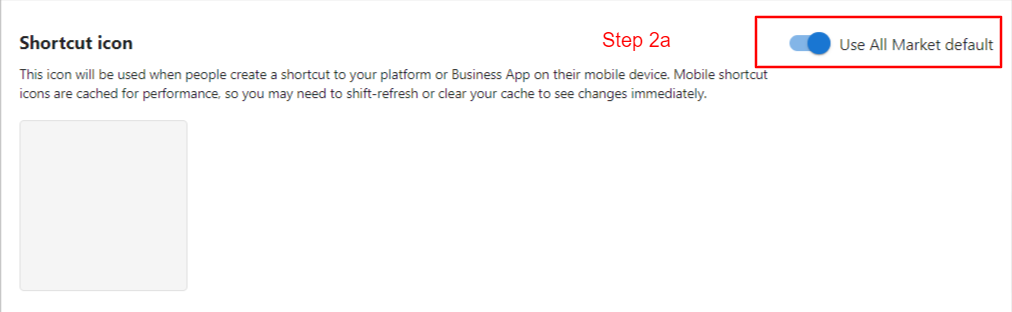 Shortcut icon
Step 2a
Use All Market default
This icon will be used when people create a shortcut to your platform or Business App on their mobile device. Mobile shortcut
icons are cached for performance, so you may need to shift-refresh or clear your cache to see changes immediately.